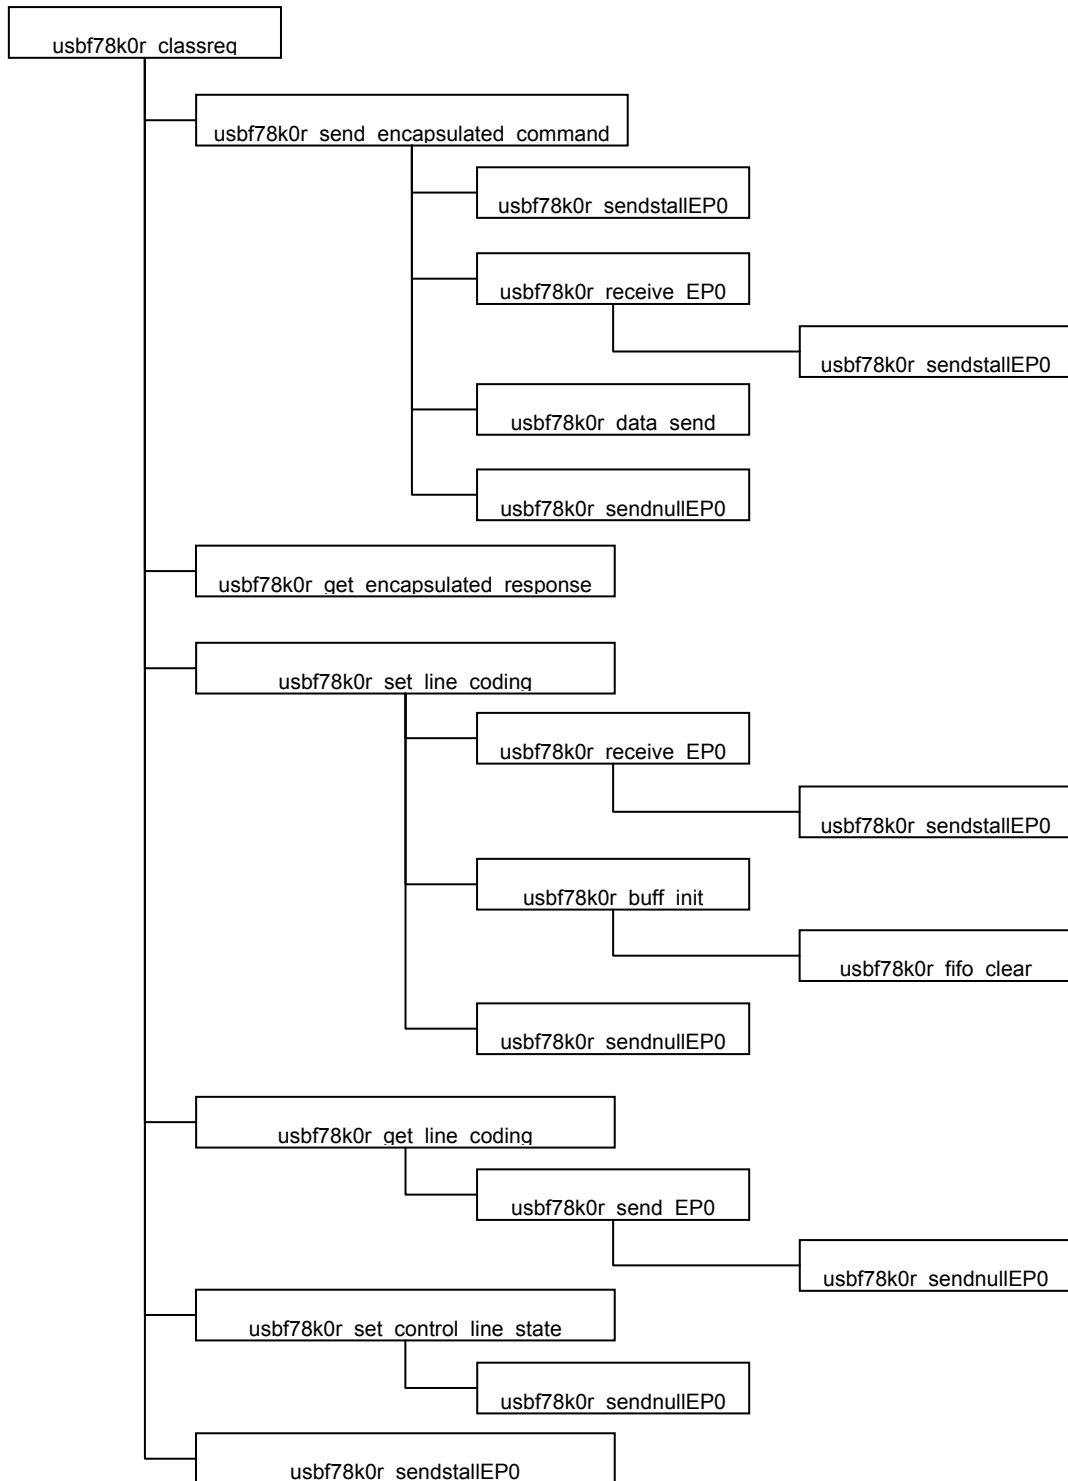 usbf78k0r_classreq
usbf78k0r_send_encapsulated_command
usbf78k0r_sendstallEP0
usbf78k0r_receive_EP0
usbf78k0r_sendstallEP0
usbf78k0r_data_send
usbf78k0r_sendnullEP0
usbf78k0r_get_encapsulated_response
usbf78k0r_set_line_coding
usbf78k0r_receive_EP0
usbf78k0r_sendstallEP0
usbf78k0r_buff_init
usbf78k0r_fifo_clear
usbf78k0r_sendnullEP0
usbf78k0r_get_line_coding
usbf78k0r_send_EP0
usbf78k0r_sendnullEP0
usbf78k0r_set_control_line_state
usbf78k0r_sendnullEP0
usbf78k0r_sendstallEP0